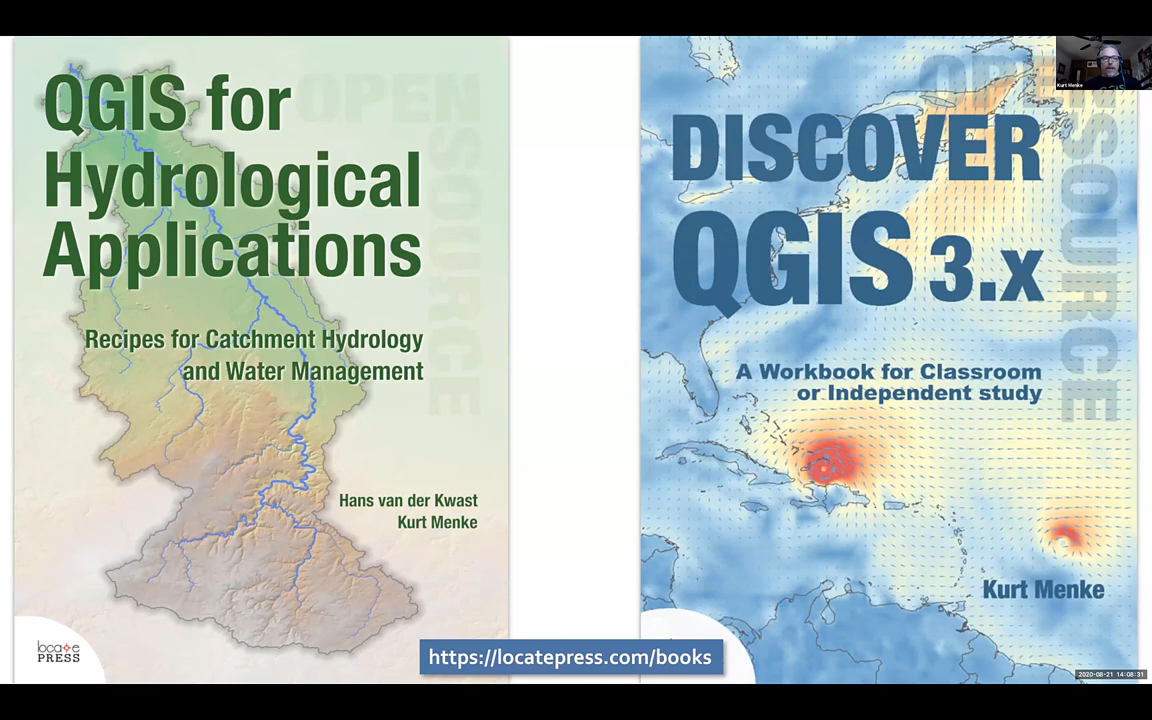 QGIS for
Hydrological
Applications
Recipes for Catchment Hydrology
and Water Management
Hans van der Kwast
Kurt Menke
OPEN
SOURCE
locate
PRESS
DISCOVER
QGIS 3.x
A Workbook for Classroom
or Independent study
Kurt Menke
OPEN
SOURCE
https://locatepress.com/books
Kurt Menke
2020-08-21 14:08:31